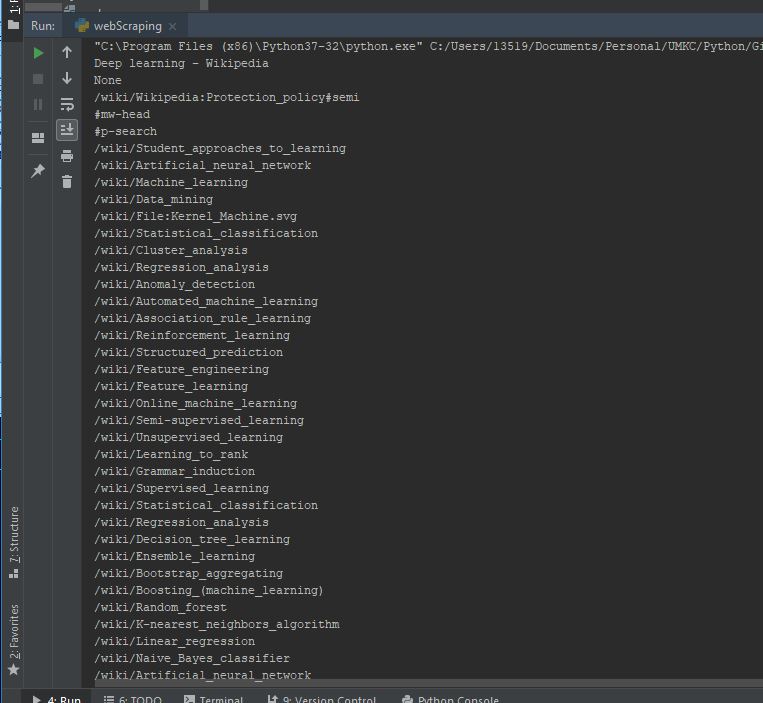 Run: webScraping
"C:\Program Files (x86)\Python37-32\python.exe" C:/Users/13519/Documents/Personal/UMKC/Python/Gi
Deep learning - Wikipedia
None
/wiki/Wikipedia:Protection_policy#semi
#mw-head
#p-search
/wiki/Student_approaches_to_learning
/wiki/Artificial_neural_network
/wiki/Machine_learning
/wiki/Data_mining
/wiki/File:Kernel_Machine.svg
/wiki/Statistical_classification
/wiki/Cluster_analysis
/wiki/Regression_analysis
/wiki/Anomaly_detection
/wiki/Automated_machine_learning
/wiki/Association_rule_learning
/wiki/Reinforcement_learning
/wiki/Structured_prediction
/wiki/Feature_engineering
/wiki/Feature_learning
/wiki/Online_machine_learning
/wiki/Semi-supervised_learning
/wiki/Unsupervised_learning
/wiki/Learning_to_rank
/wiki/Grammar_induction
/wiki/Supervised_learning
/wiki/Statistical_classification
/wiki/Regression_analysis
/wiki/Decision_tree_learning
/wiki/Ensemble_learning
/wiki/Bootstrap_aggregating
/wiki/Boosting_(machine_learning)
/wiki/Random_forest
/wiki/K-nearest_neighbors_algorithm
/wiki/Linear_regression
/wiki/Naive_Bayes_classifier
/wiki/Artificial_neural_network
7: Structure
2: Favorites
4: Run 6: TODO Terminal 9: Version Control Python Console